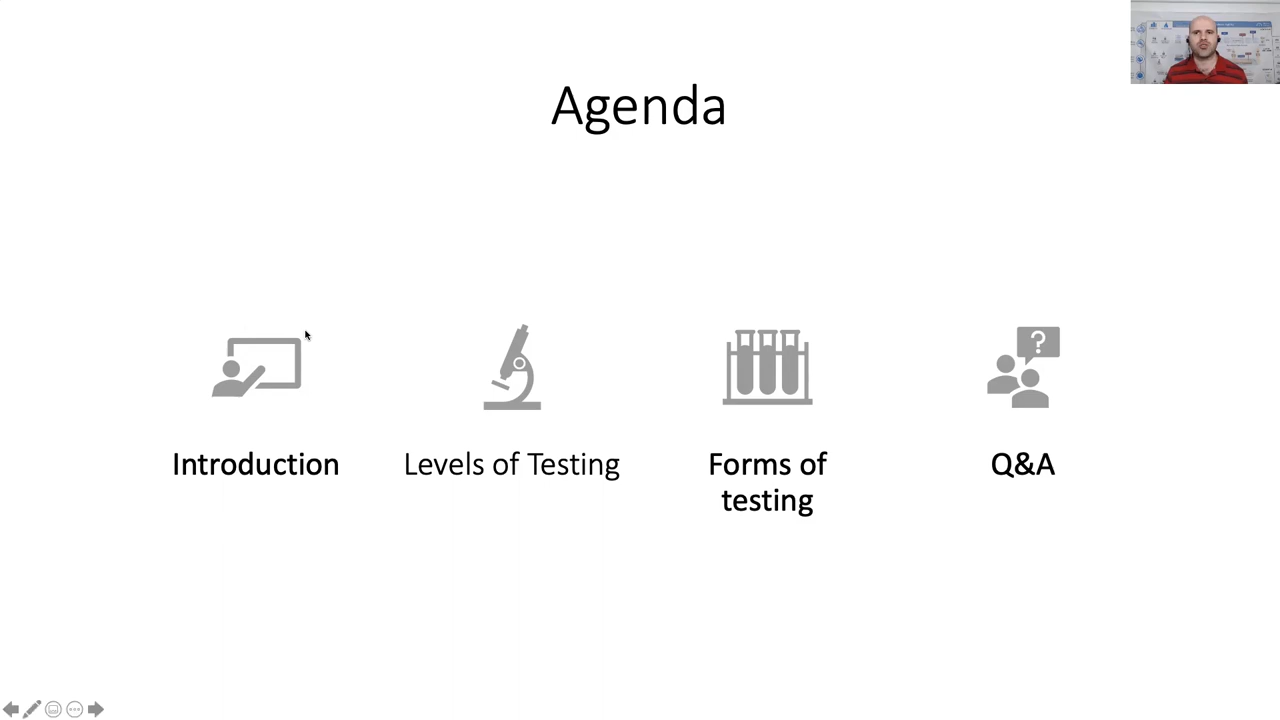 Agenda
Introduction
Levels of Testing
Forms of
testing
Q&A
?